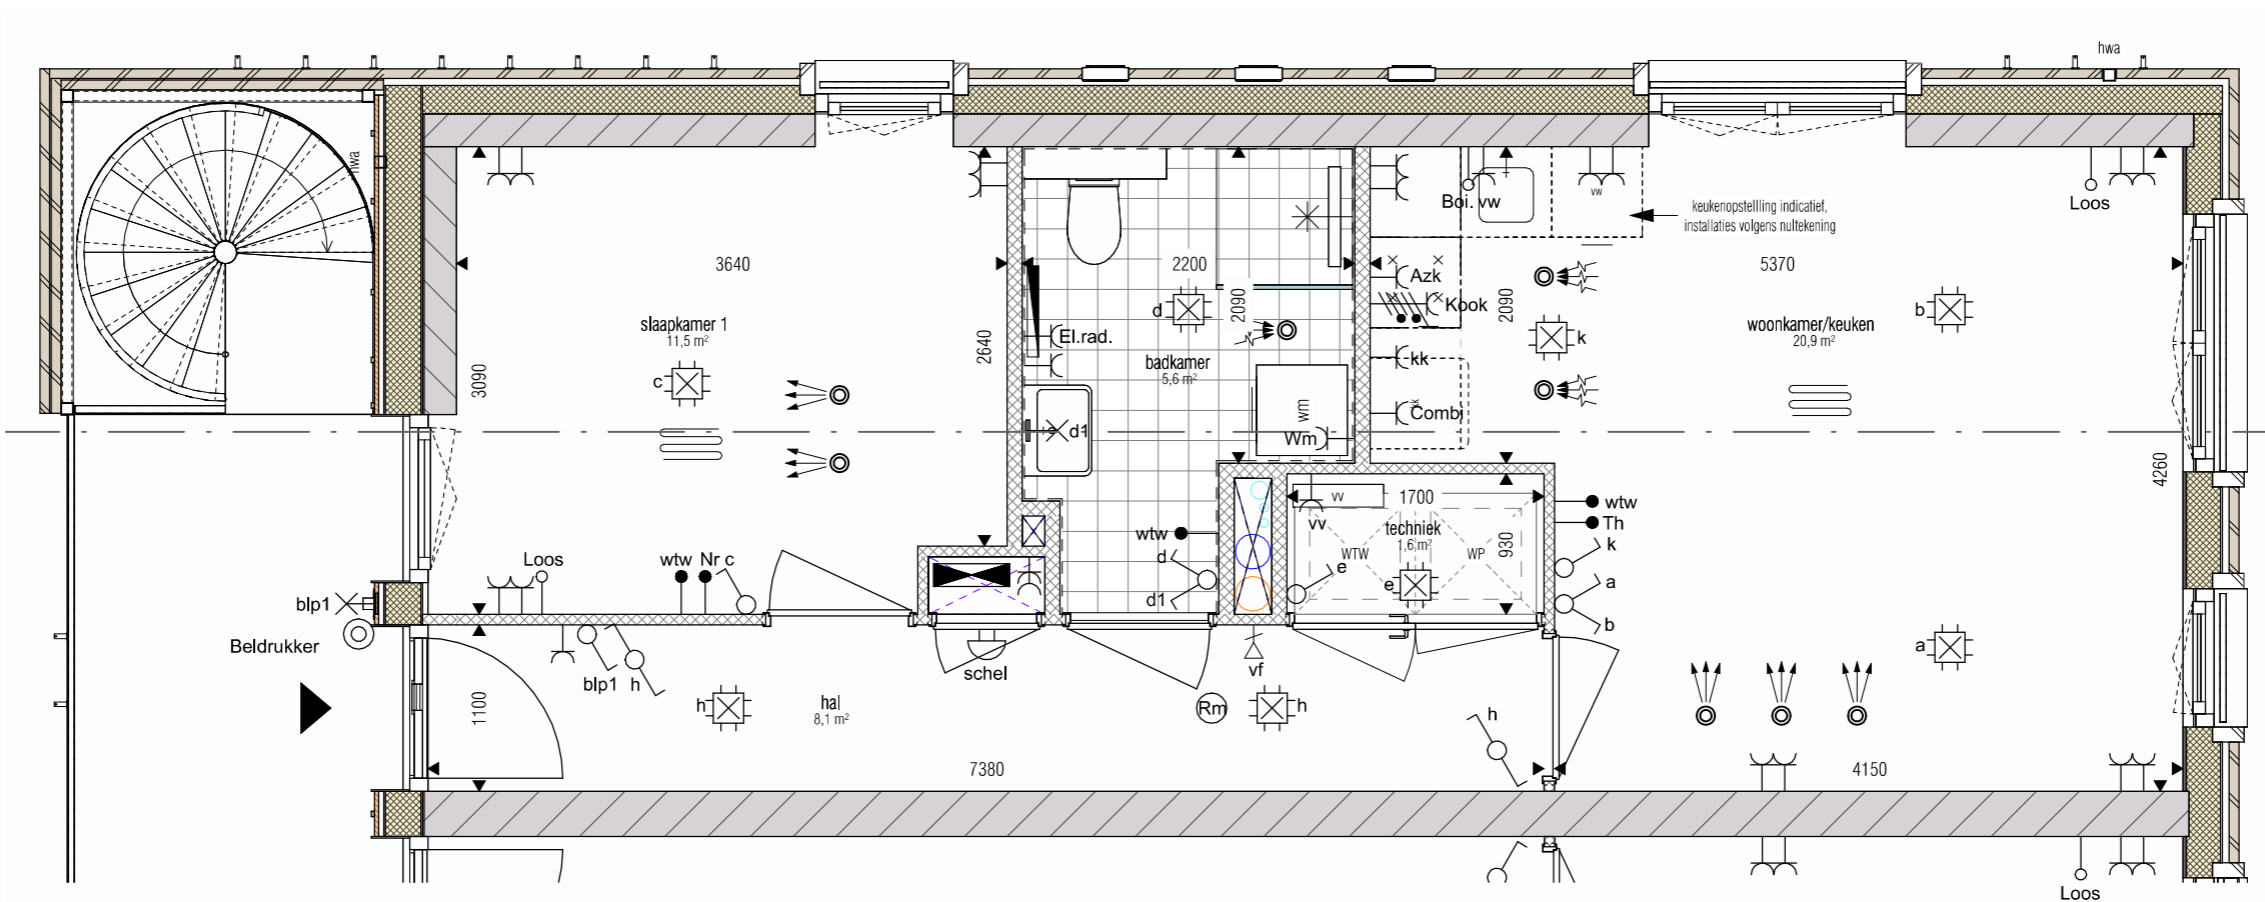 hwa
hwa
Loos
Boi. vw
vw
keukenopstelling indicatief,
installaties volgens nultekening
3640
2200
5370
2090
2090
Azk
Kook
d
b
k
slaapkamer 1
11,5 m²
El.rad.
2640
badkamer
5,6 m²
woonkamer/keuken
20,9 m²
kk
c
3090
wm
Comb
d1
Wm
4260
vv
1700
wtw
vv
techniek
1,6 m²
Th
wtw
930
WTW
WP
k
Loos
wtw
Nr c
d
e
e
a
blp1
d1
b
Beldrukker
schel
vf
a
blp1
h
1100
h
hal
8,1 m²
Rm
h
h
7380
4150
Loos